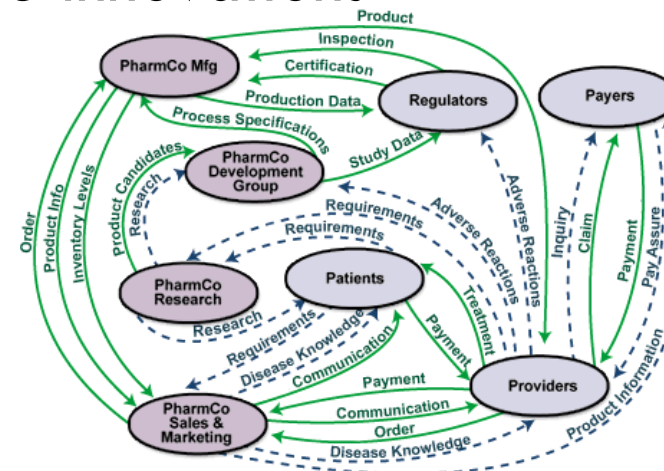 Product
Inspection
PharmCo Mfg
Certification
Regulators
Payers
Production Data
Process Specifications
Study Data
PharmCo
Development
Group
Product Candidates
Research
Order
Product Info
Inventory Levels
Requirements
Requirements
Adverse Reactions
Adverse Reactions
Inquiry
Claim
Payment
Pay Assure
PharmCo
Research
Patients
Research
Requirements
Disease Knowledge
Communication
Treatment
Payment
Payment
Communication
Order
Disease Knowledge
Providers
Product Information
PharmCo
Sales &
Marketing